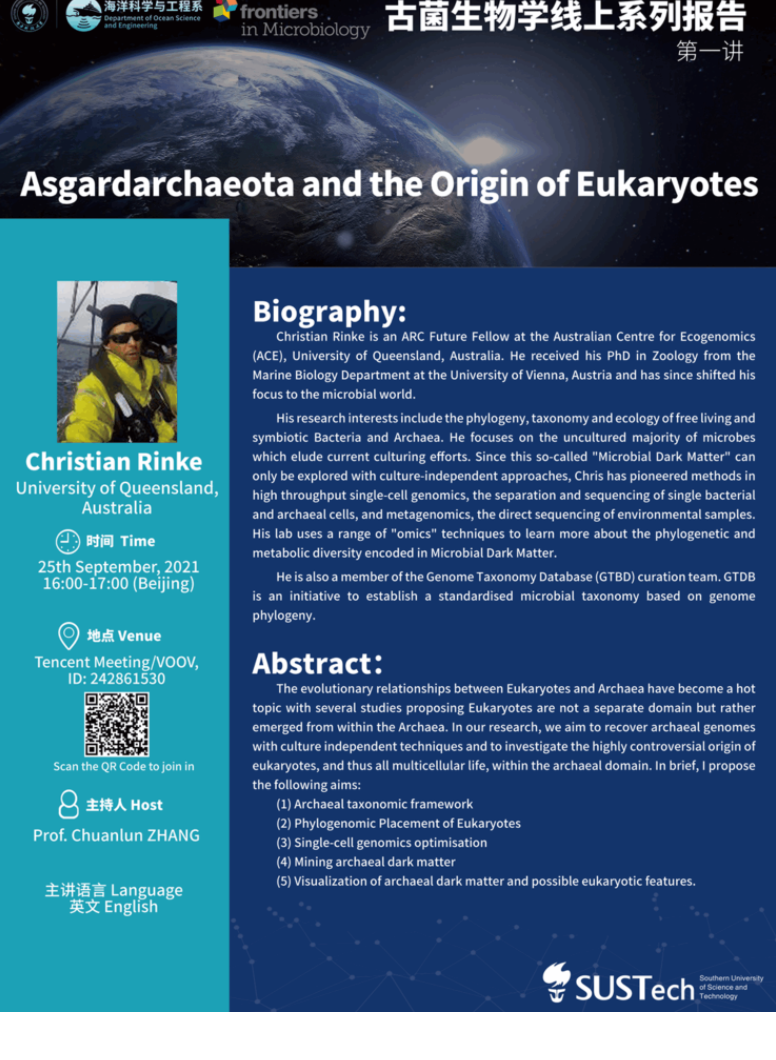 海洋科学与工程系
Department of Ocean Science
and Engineering
frontiers
in Microbiology
古菌生物学线上系列报告
第一讲
Asgardarchaeota and the Origin of Eukaryotes
Christian Rinke
University of Queensland,
Australia
时间 Time
25th September, 2021
16:00-17:00 (Beijing)
地点 Venue
Tencent Meeting/VOOV,
ID: 242861530
Scan the QR Code to join in
主持人 Host
Prof. Chuanlun ZHANG
主讲语言 Language
英文 English
Biography:
Christian Rinke is an ARC Future Fellow at the Australian Centre for Ecogenomics
(ACE), University of Queensland, Australia. He received his PhD in Zoology from the
Marine Biology Department at the University of Vienna, Austria and has since shifted his
focus to the microbial world.
His research interests include the phylogeny, taxonomy and ecology of free living and
symbiotic Bacteria and Archaea. He focuses on the uncultured majority of microbes
which elude current culturing efforts. Since this so-called "Microbial Dark Matter" can
only be explored with culture-independent approaches, Chris has pioneered methods in
high throughput single-cell genomics, the separation and sequencing of single bacterial
and archaeal cells, and metagenomics, the direct sequencing of environmental samples.
His lab uses a range of "omics" techniques to learn more about the phylogenetic and
metabolic diversity encoded in Microbial Dark Matter.
He is also a member of the Genome Taxonomy Database (GTBD) curation team. GTDB
is an initiative to establish a standardised microbial taxonomy based on genome
phylogeny.
Abstract：
The evolutionary relationships between Eukaryotes and Archaea have become a hot
topic with several studies proposing Eukaryotes are not a separate domain but rather
emerged from within the Archaea. In our research, we aim to recover archaeal genomes
with culture independent techniques and to investigate the highly controversial origin of
eukaryotes, and thus all multicellular life, within the archaeal domain. In brief, I propose
the following aims:
(1) Archaeal taxonomic framework
(2) Phylogenomic Placement of Eukaryotes
(3) Single-cell genomics optimisation
(4) Mining archaeal dark matter
(5) Visualization of archaeal dark matter and possible eukaryotic features.
SUSTech
Southern University
of Science and
Technology